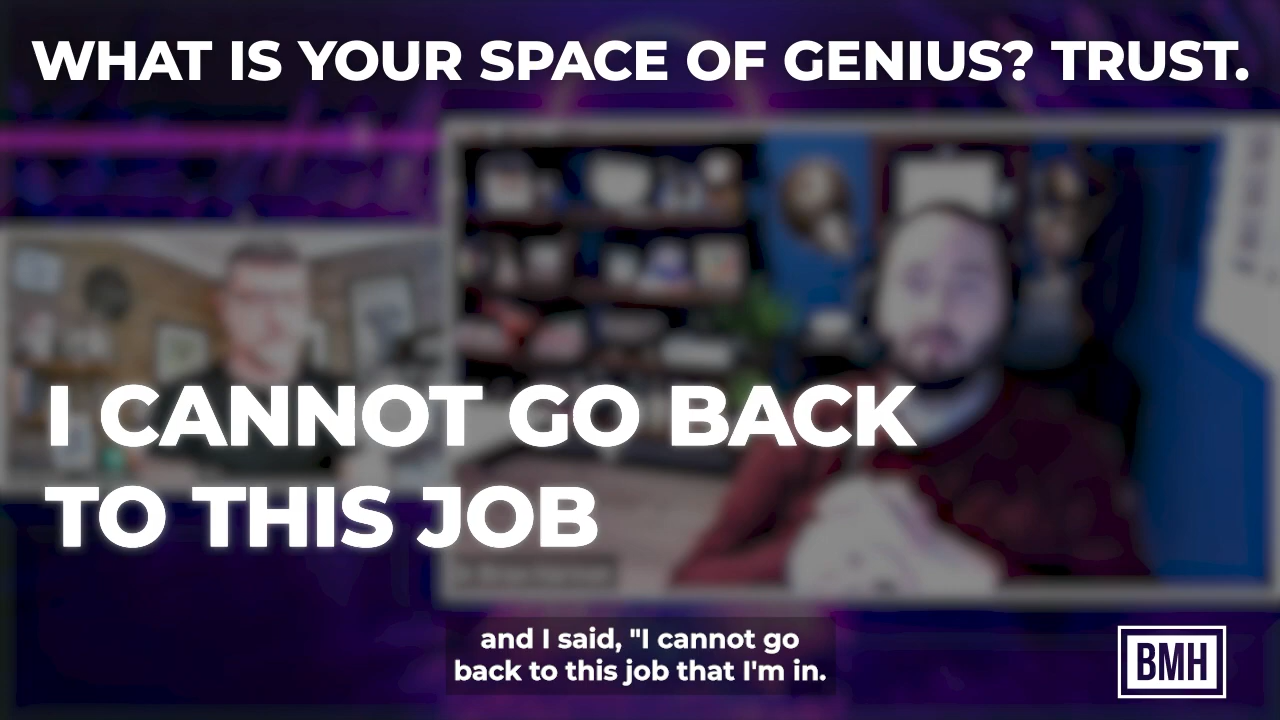 WHAT IS YOUR SPACE OF GENIUS? TRUST.
I CANNOT GO BACK
TO THIS JOB
and I said, "I cannot go
back to this job that I'm in.
BMH